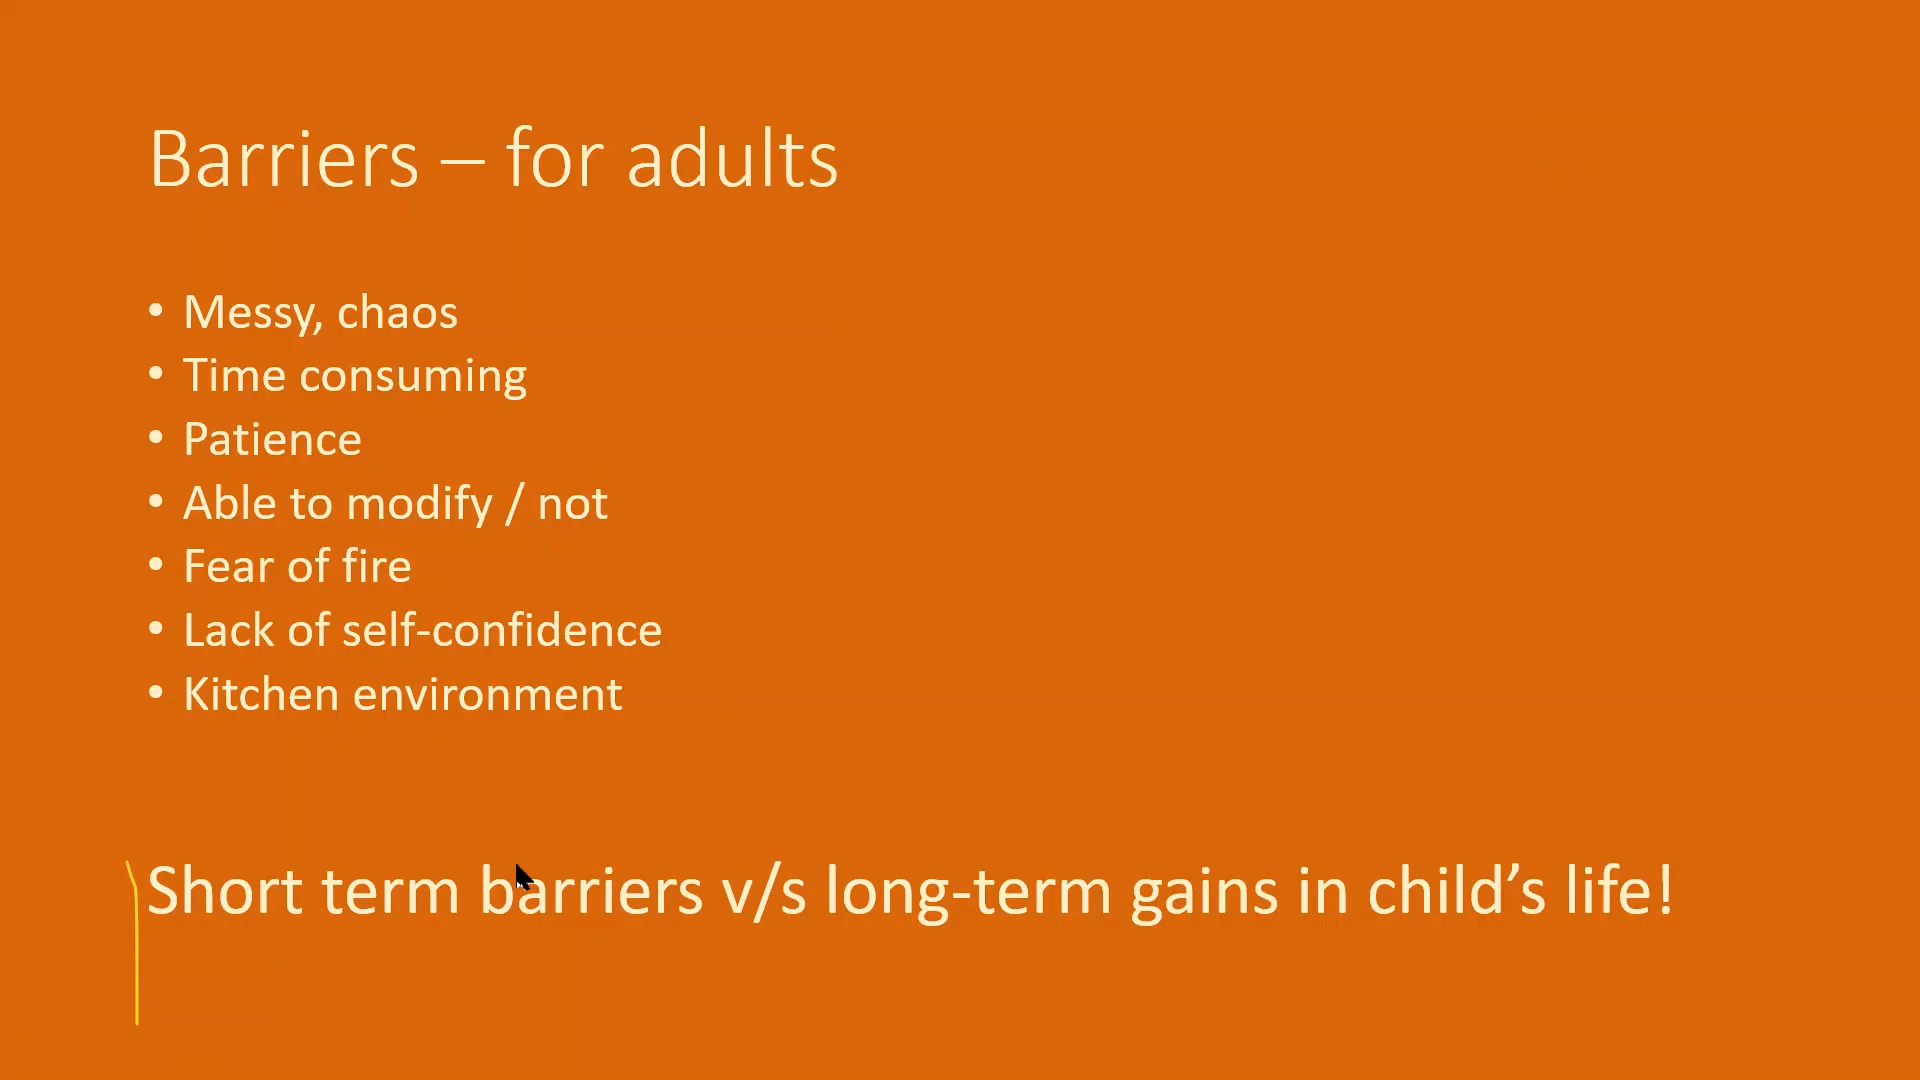 Barriers – for adults
• Messy, chaos
• Time consuming
• Patience
• Able to modify / not
• Fear of fire
• Lack of self-confidence
• Kitchen environment
Short term barriers v/s long-term gains in child’s life!